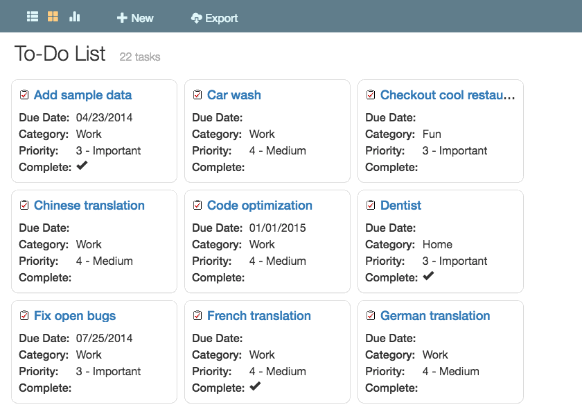 New Export
To-Do List 22 tasks
Add sample data
Due Date: 04/23/2014
Category: Work
Priority: 3 - Important
Complete:
Car wash
Due Date:
Category: Work
Priority: 4 - Medium
Complete:
Checkout cool restau...
Due Date:
Category: Fun
Priority: 3 - Important
Complete:
Chinese translation
Due Date:
Category: Work
Priority: 4 - Medium
Complete:
Code optimization
Due Date: 01/01/2015
Category: Work
Priority: 4 - Medium
Complete:
Dentist
Due Date:
Category: Home
Priority: 3 - Important
Complete:
Fix open bugs
Due Date: 07/25/2014
Category: Work
Priority: 3 - Important
Complete:
French translation
Due Date:
Category: Work
Priority: 4 - Medium
Complete:
German translation
Due Date:
Category: Work
Priority: 4 - Medium
Complete: